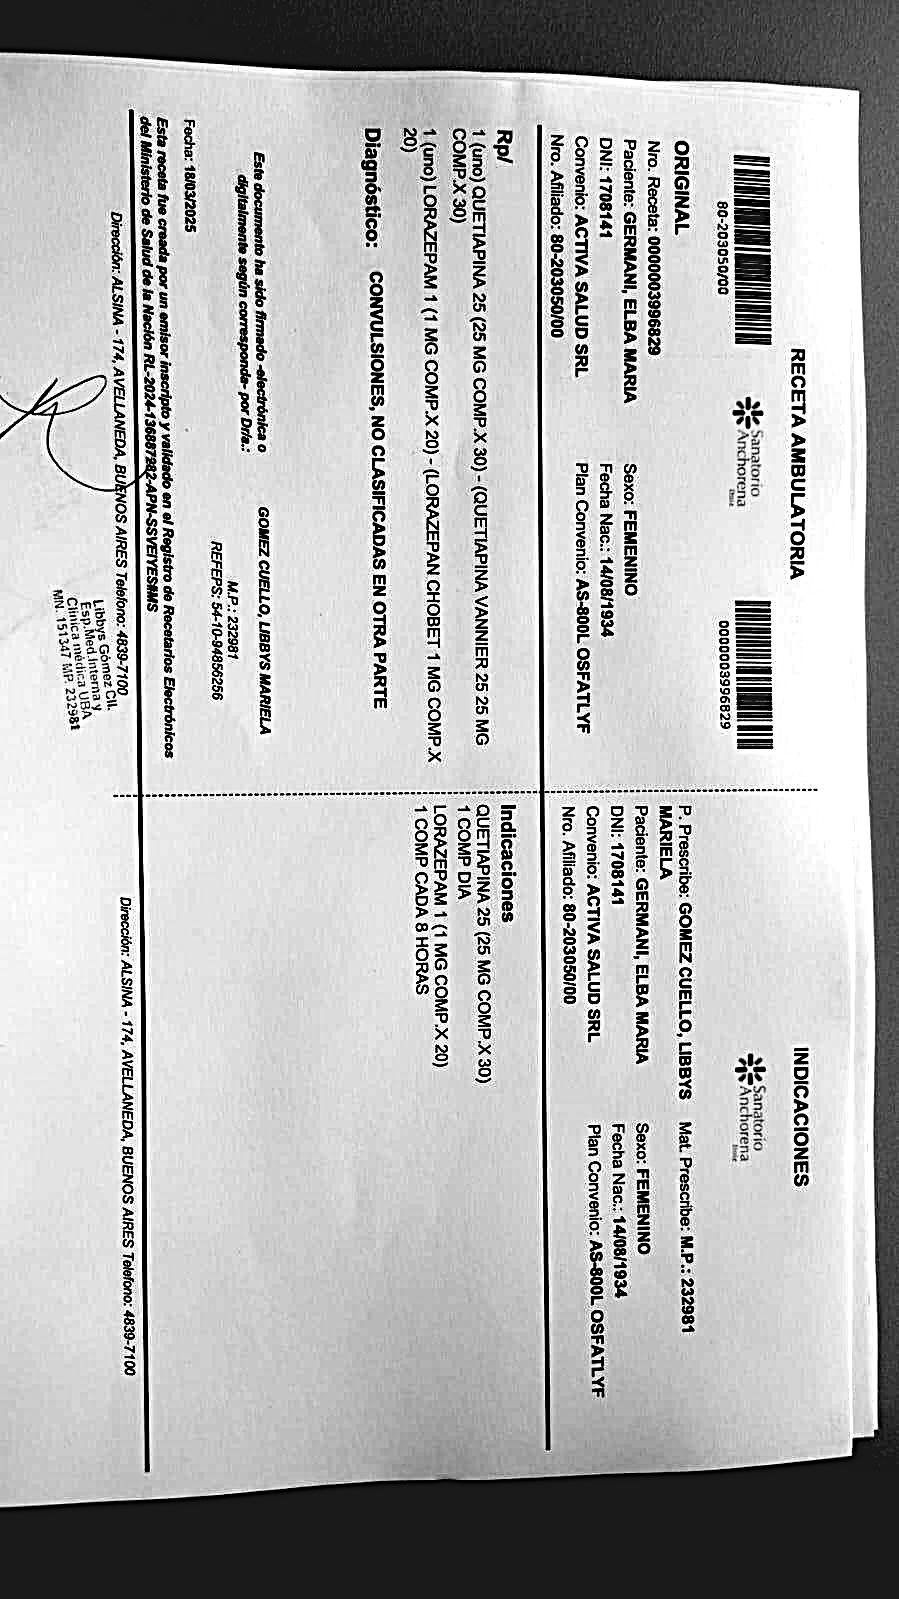 RECETA AMBULATORIA
80-203050/00
Sanatorio
Anchorena
0000003996829
ORIGINAL
Nro. Receta: 0000003996829
Paciente: GERMANI, ELBA MARIA
Sexo: FEMENINO
DNI: 1708141
Fecha Nac.: 14/08/1934
Convenio: ACTIVA SALUD SRL
Plan Convenio: AS-800L OSFATLYF
Nro. Afiliado: 80-203050/00
Rp/
1 (uno) QUETIAPINA 25 (25 MG COMP.X 30) - (QUETIAPINA VANNIER 25 25 MG
COMP.X 30)
1 (uno) LORAZEPAM 1 (1 MG COMP.X 20) - (LORAZEPAN CHOBET 1 MG COMP.X
20)
Diagnóstico: CONVULSIONES, NO CLASIFICADAS EN OTRA PARTE
Este documento ha sido firmado -electrónica o
digitalmente según corresponda- por Dr/a.:
GOMEZ CUELLO, LIBBYS MARIELA
M.P.: 232981
REFEPS: 54-10-94856256
Fecha: 18/03/2025
Esta receta fue creada por un emisor inscripto y validado en el Registro de Recetarios Electrónicos
del Ministerio de Salud de la Nación RL-2024-136887982-APN-SSVEIYES#MS
Dirección: ALSINA - 174, AVELLANEDA, BUENOS AIRES Telefono: 4839-7100
Libbys Gómez C.
Esp.Med.Interna y
Clínica médica UBA
MN. 151347 MP. 232981
INDICACIONES
Sanatorio
Anchorena
P. Prescribe: GOMEZ CUELLO, LIBBYS
MARIELA
Mat. Prescribe: M.P.: 232981
Paciente: GERMANI, ELBA MARIA
Sexo: FEMENINO
DNI: 1708141
Fecha Nac.: 14/08/1934
Convenio: ACTIVA SALUD SRL
Plan Convenio: AS-800L OSFATLYF
Nro. Afiliado: 80-203050/00
Indicaciones
QUETIAPINA 25 (25 MG COMP.X 30)
1 COMP DIA
LORAZEPAM 1 (1 MG COMP.X 20)
1 COMP CADA 8 HORAS
Dirección: ALSINA - 174, AVELLANEDA, BUENOS AIRES Telefono: 4839-7100